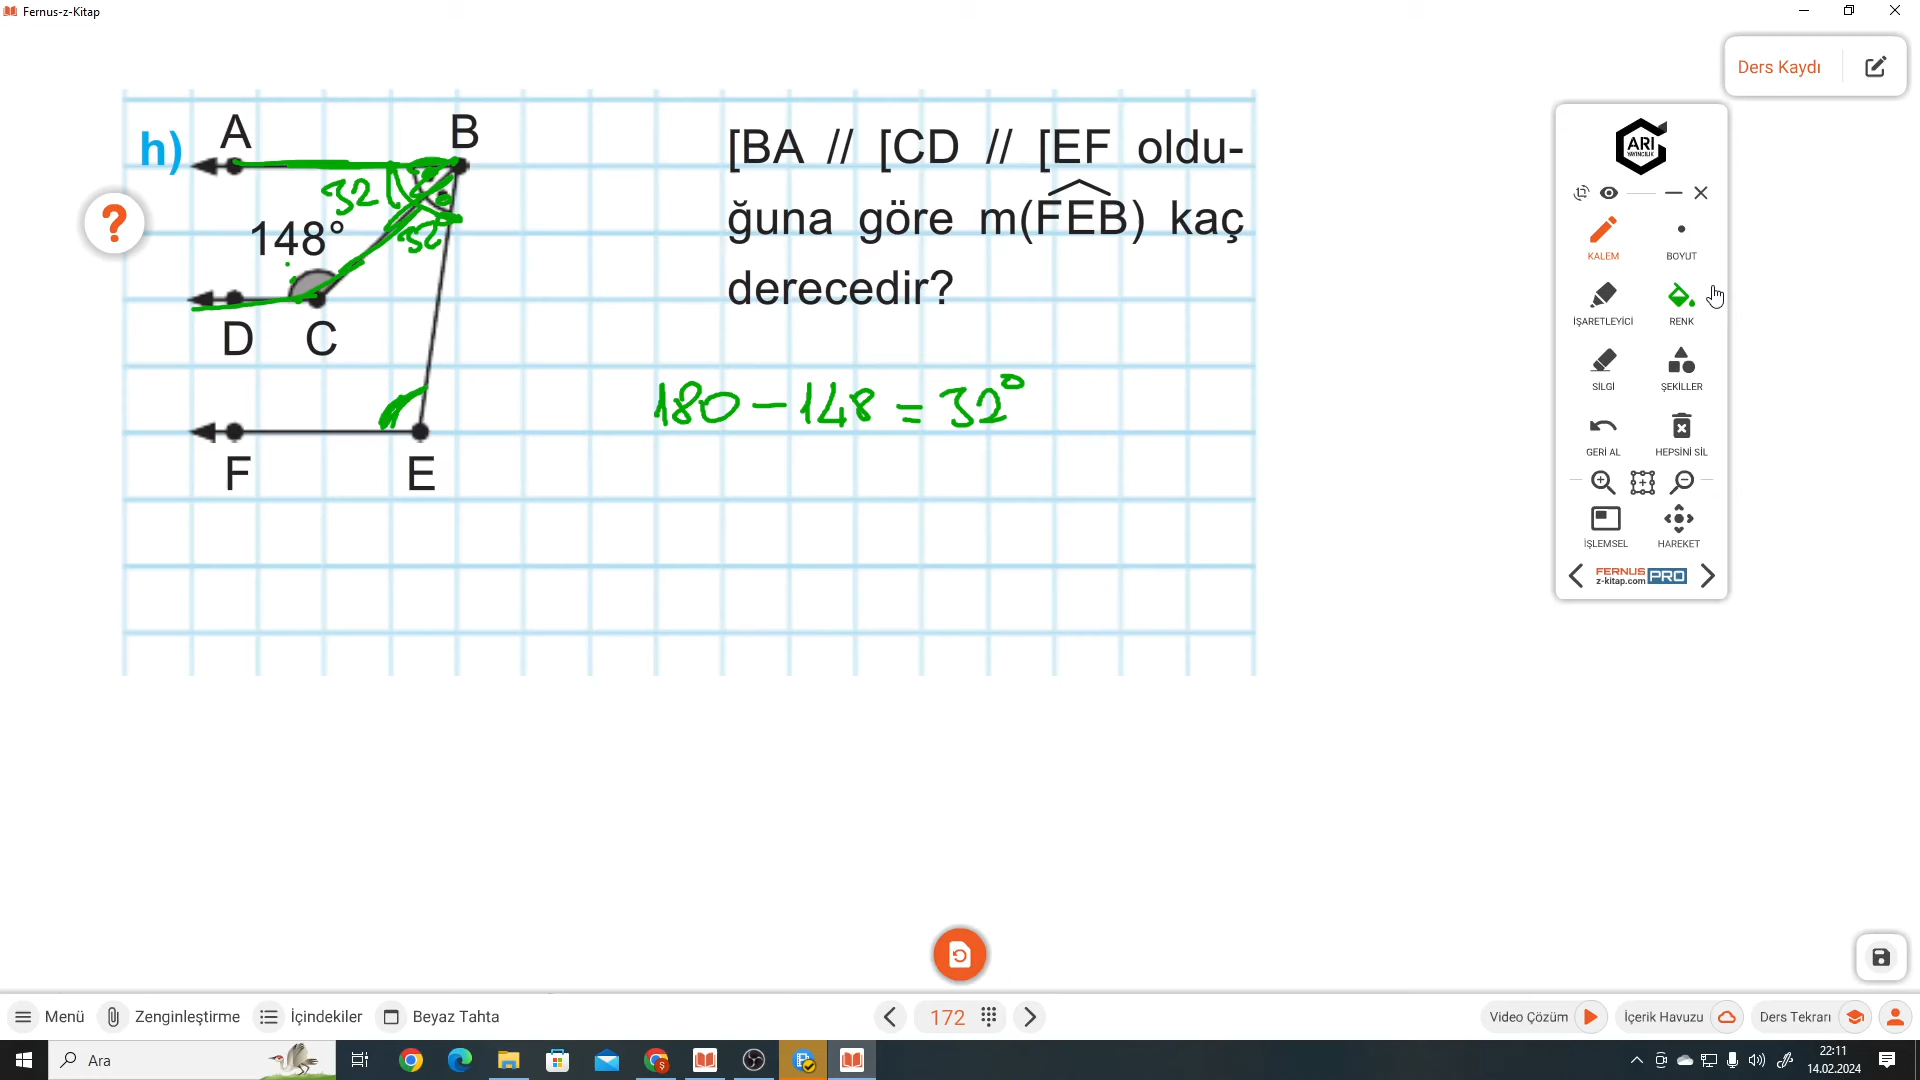 Fernus-z-Kitap
Ders Kaydı
h)
A
B
32
32
148°
D
C
F
E
[BA // [CD // [EF oldu-
ğuna göre m(FEB) kaç
derecedir?
180 - 148 = 32°
ARI
YAYINCILIK
KALEM
BOYUT
İŞARETLEYİCİ
RENK
SİLGİ
ŞEKİLLER
GERİ AL
HEPSİNİ SİL
İŞLEMSEL
HAREKET
FERNUS
z-kitap.com
PRO
Menü
Zenginleştirme
İçindekiler
Beyaz Tahta
172
Video Çözüm
İçerik Havuzu
Ders Tekrarı
Ara
22:11
14.02.2024